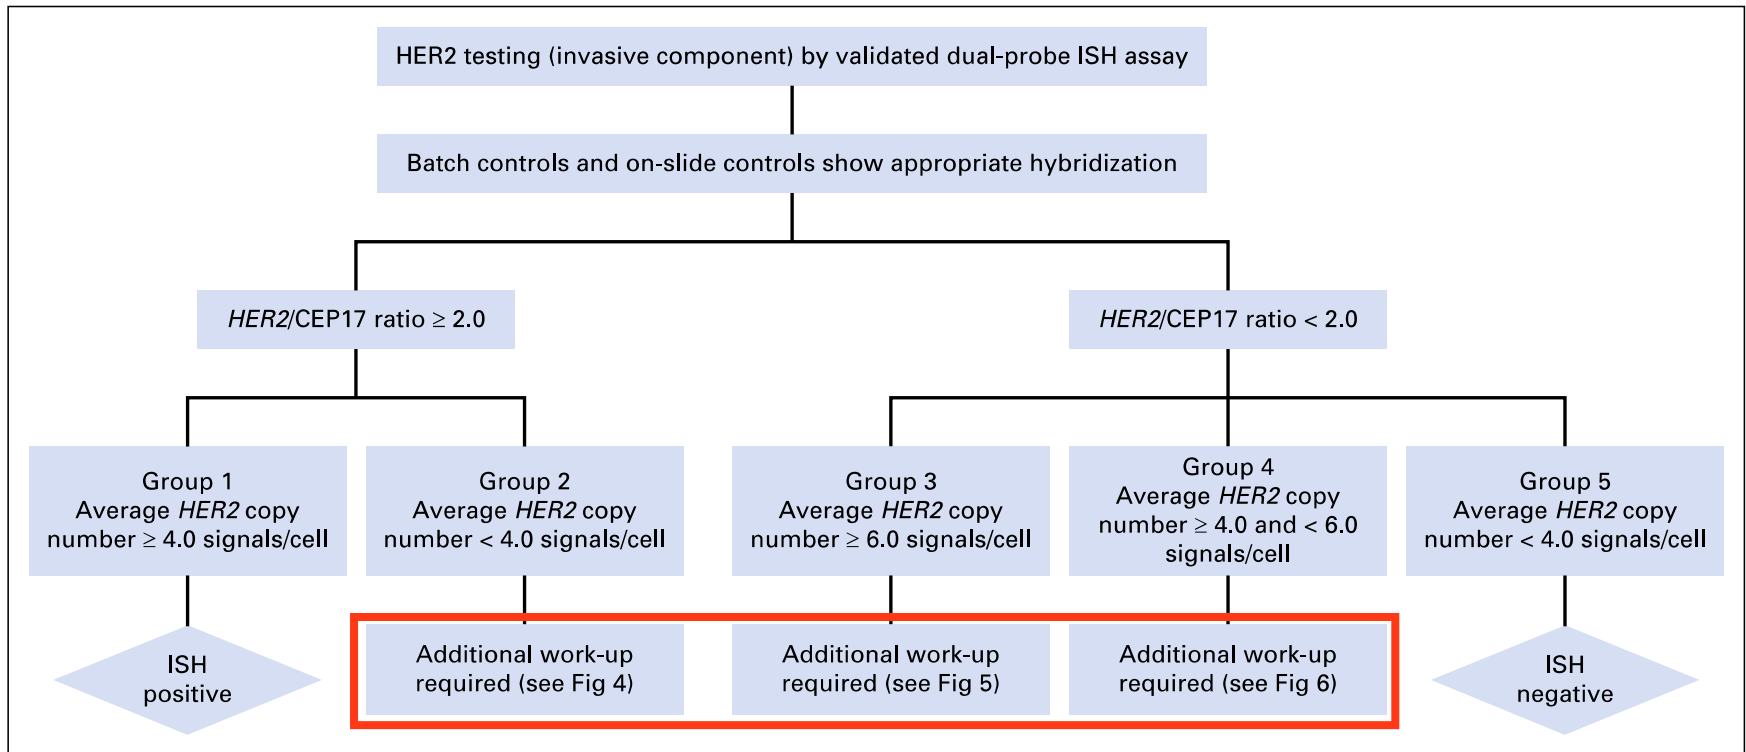 HER2 testing (invasive component) by validated dual-probe ISH assay
Batch controls and on-slide controls show appropriate hybridization
HER2/CEP17 ratio ≥ 2.0
HER2/CEP17 ratio < 2.0
Group 1
Average HER2 copy
number ≥ 4.0 signals/cell
Group 2
Average HER2 copy
number < 4.0 signals/cell
Group 3
Average HER2 copy
number ≥ 6.0 signals/cell
Group 4
Average HER2 copy
number ≥ 4.0 and < 6.0
signals/cell
Group 5
Average HER2 copy
number < 4.0 signals/cell
ISH
positive
Additional work-up
required (see Fig 4)
Additional work-up
required (see Fig 5)
Additional work-up
required (see Fig 6)
ISH
negative